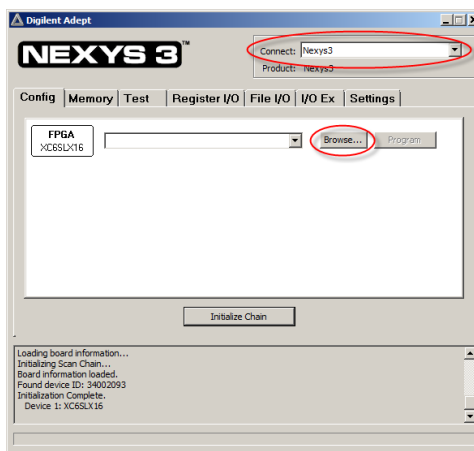 Digilent Adept
NEXYS 3™
Connect: Nexys3
Product: Nexys3
Config Memory Test Register I/O File I/O I/O Ex Settings
FPGA
XC6SLX16
Browse... Program
Initialize Chain
Loading board information...
Initializing Scan Chain...
Board information loaded.
Found device ID: 34002093
Initialization Complete.
Device 1: XC6SLX16